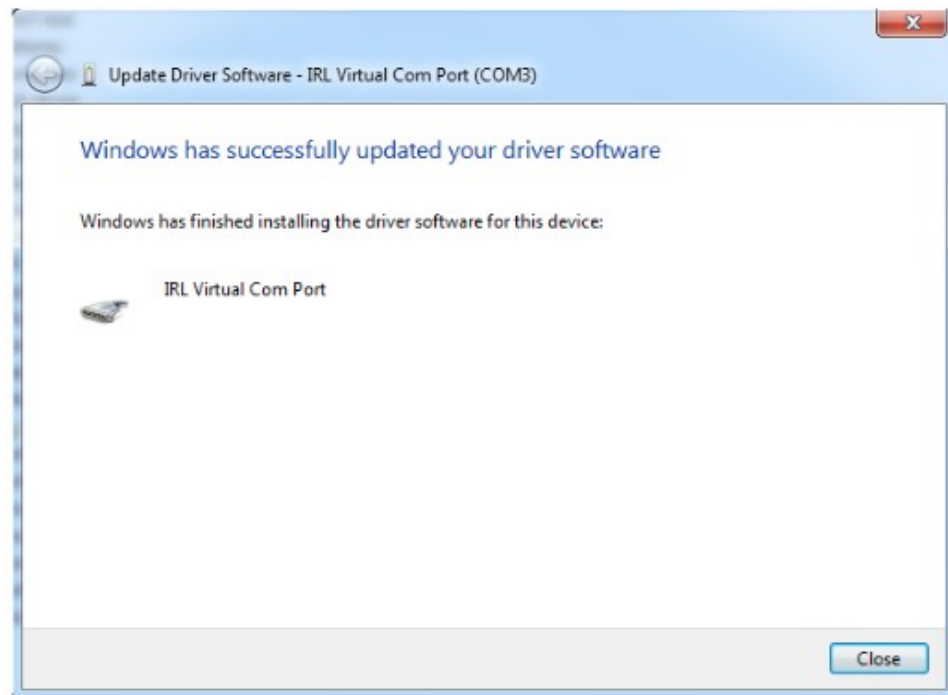 Update Driver Software - IRL Virtual Com Port (COM3)
Windows has successfully updated your driver software
Windows has finished installing the driver software for this device:
IRL Virtual Com Port
Close